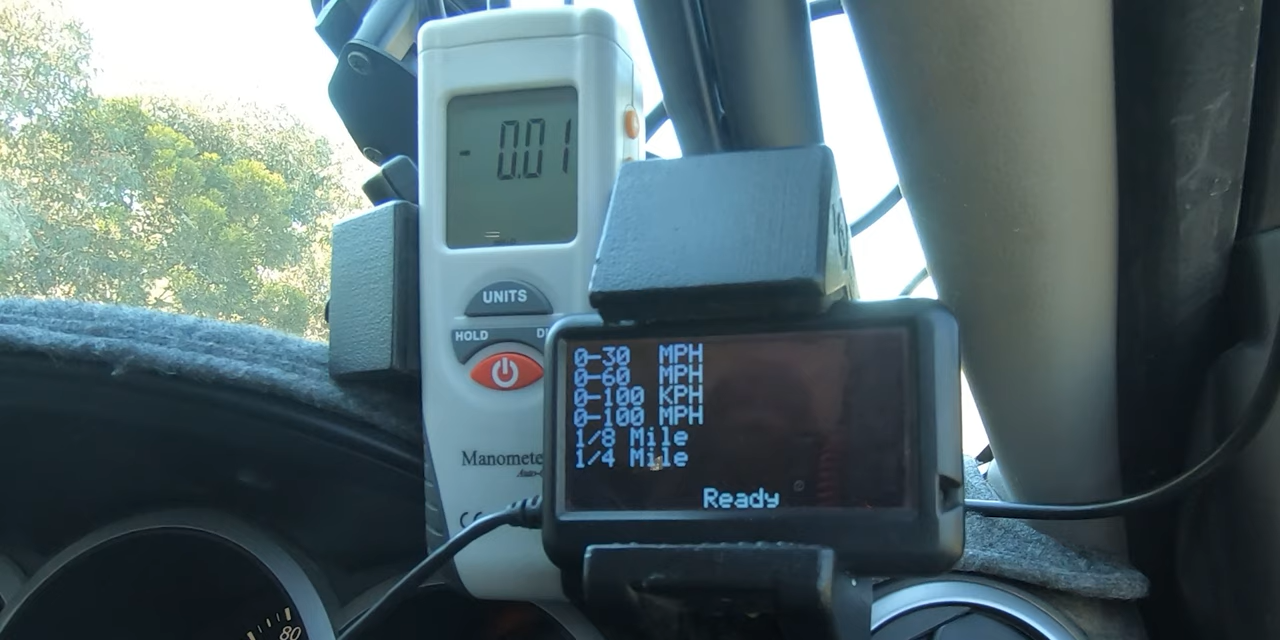 - 0.01
UNITS
HOLD
Manomete
0-30 MPH
0-60 MPH
0-100 KPH
0-100 MPH
1/8 Mile
1/4 Mile
Ready
80